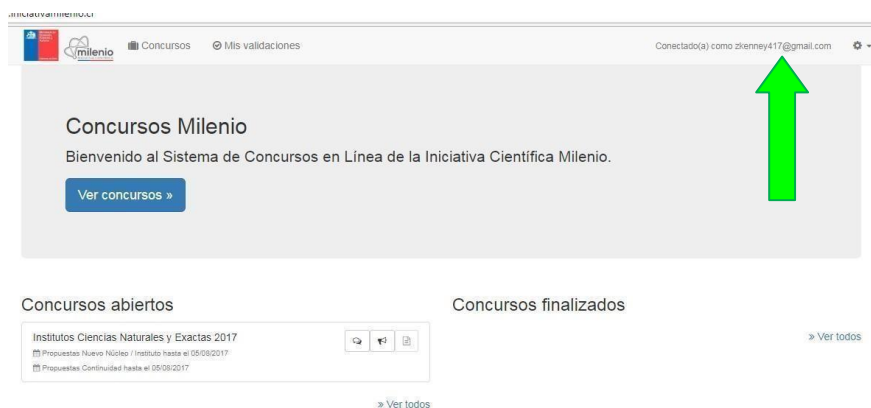 .iniciativamilenio.cl
milenio
Concursos
Mis validaciones
Conectado(a) como zkenney417@gmail.com
Concursos Milenio
Bienvenido al Sistema de Concursos en Línea de la Iniciativa Científica Milenio.
Ver concursos »
Concursos abiertos
Institutos Ciencias Naturales y Exactas 2017
Propuestas Nuevo Núcleo / Instituto hasta el 05/08/2017
Propuestas Continuidad hasta el 05/08/2017
» Ver todos
Concursos finalizados
» Ver todos